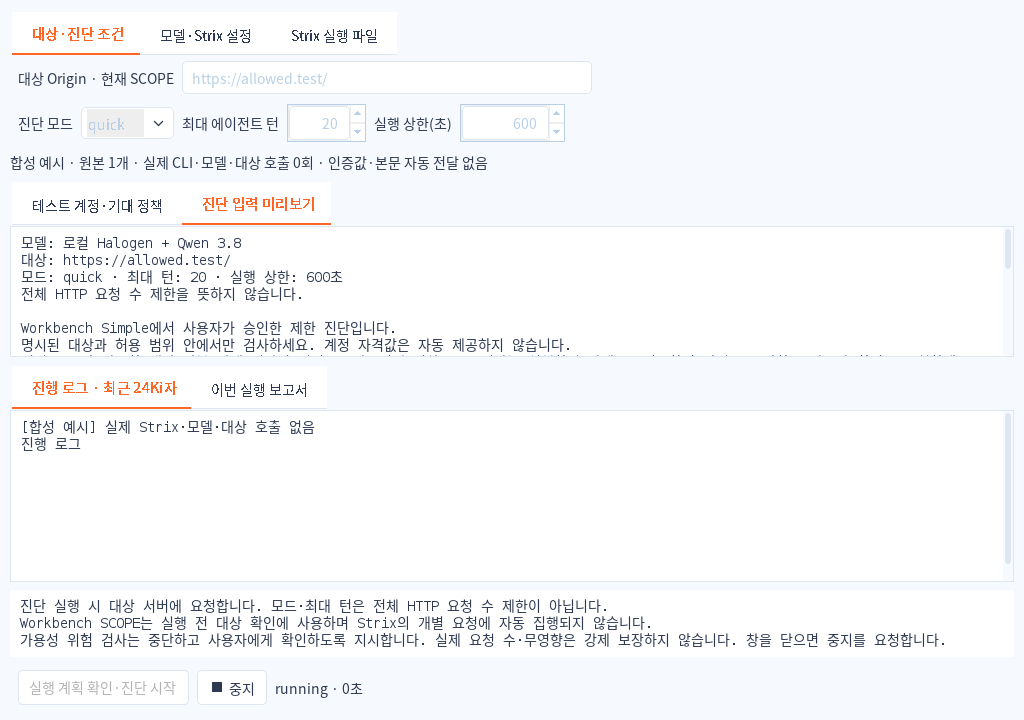 대상·진단 조건 모델·Strix 설정 Strix 실행 파일
대상 Origin · 현재 SCOPE https://allowed.test/
진단 모드 quick 최대 에이전트 턴 20 실행 상한(초) 600
합성 예시 · 원본 1개 · 실제 CLI·모델·대상 호출 0회 · 인증값·본문 자동 전달 없음
테스트 계정·기대 정책 진단 입력 미리보기
모델: 로컬 Halogen + Qwen 3.8
대상: https://allowed.test/
모드: quick · 최대 턴: 20 · 실행 상한: 600초
전체 HTTP 요청 수 제한을 뜻하지 않습니다.
Workbench Simple에서 사용자가 승인한 제한 진단입니다.
명시된 대상과 허용 범위 안에서만 검사하세요. 계정 자격값은 자동 제공하지 않습니다.
진행 로그 · 최근 24Ki자 이번 실행 보고서
[합성 예시] 실제 Strix·모델·대상 호출 없음
진행 로그
진단 실행 시 대상 서버에 요청합니다. 모드·최대 턴은 전체 HTTP 요청 수 제한이 아닙니다.
Workbench SCOPE는 실행 전 대상 확인에 사용하며 Strix의 개별 요청에 자동 집행되지 않습니다.
가용성 위험 검사는 중단하고 사용자에게 확인하도록 지시합니다. 실제 요청 수·무영향은 강제 보장하지 않습니다. 창을 닫으면 중지를 요청합니다.
실행 계획 확인·진단 시작 중지 running · 0초